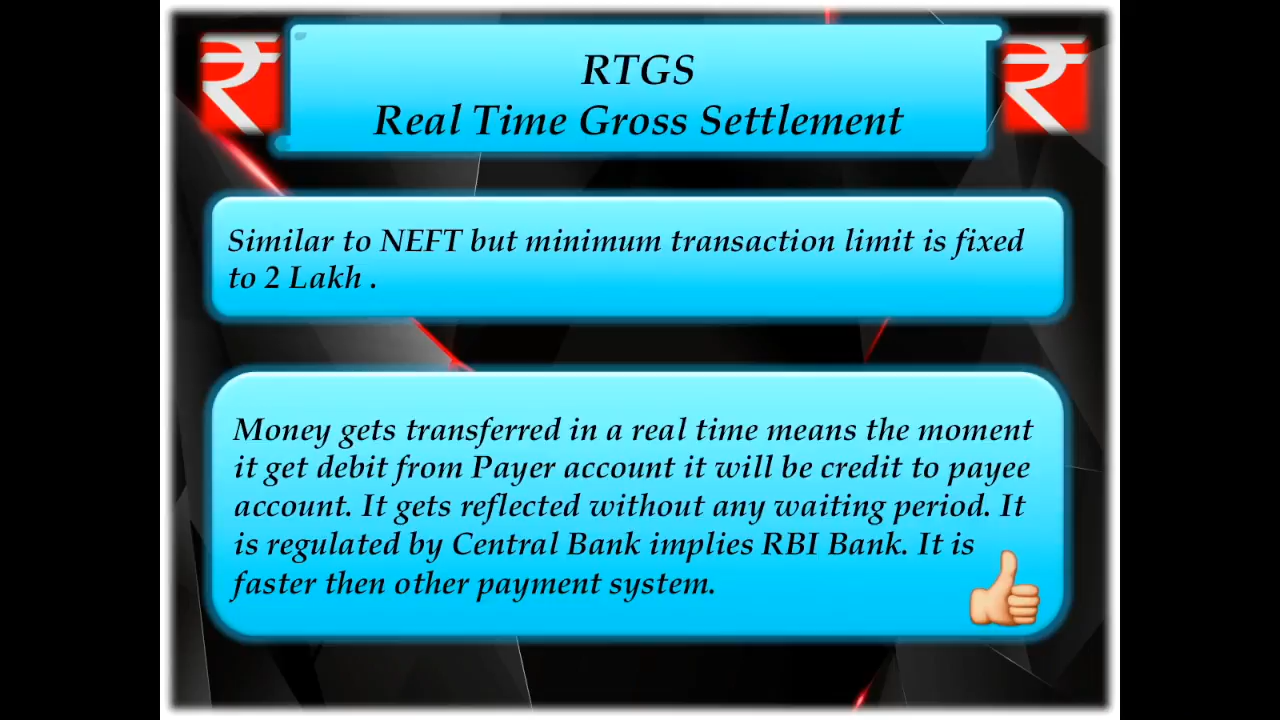 RTGS
Real Time Gross Settlement
Similar to NEFT but minimum transaction limit is fixed
to 2 Lakh .
Money gets transferred in a real time means the moment
it get debit from Payer account it will be credit to payee
account. It gets reflected without any waiting period. It
is regulated by Central Bank implies RBI Bank. It is
faster then other payment system.